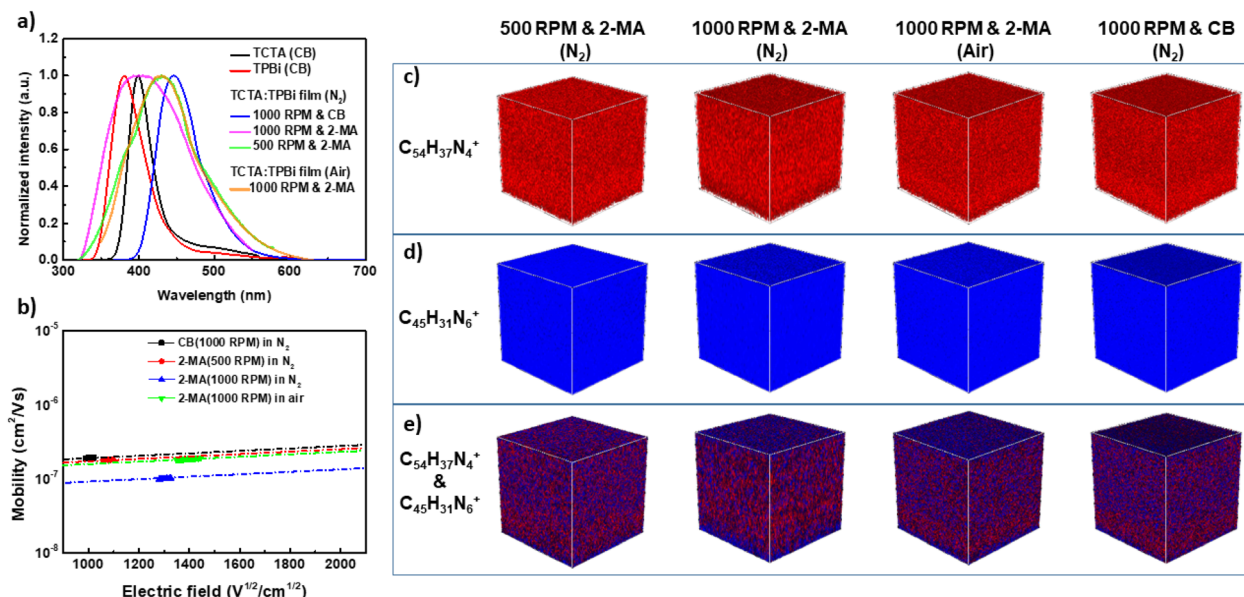 a)
Normalized intensity (a.u.)
1.2
1.0
0.8
0.6
0.4
0.2
0.0
300 400 500 600 700
Wavelength (nm)
TCTA (CB)
TPBi (CB)
TCTA:TPBi film (N₂)
1000 RPM & CB
1000 RPM & 2-MA
500 RPM & 2-MA
TCTA:TPBi film (Air)
1000 RPM & 2-MA
b)
Mobility (cm²/Vs)
10⁻⁵
10⁻⁶
10⁻⁷
10⁻⁸
1000 1200 1400 1600 1800 2000
Electric field (V¹/²/cm¹/²)
CB(1000 RPM) in N₂
2-MA(500 RPM) in N₂
2-MA(1000 RPM) in N₂
2-MA(1000 RPM) in air
500 RPM & 2-MA
(N₂)
1000 RPM & 2-MA
(N₂)
1000 RPM & 2-MA
(Air)
1000 RPM & CB
(N₂)
c)
C₅₄H₃₇N₄⁺
d)
C₄₅H₃₁N₆⁺
e)
C₅₄H₃₇N₄⁺
&
C₄₅H₃₁N₆⁺